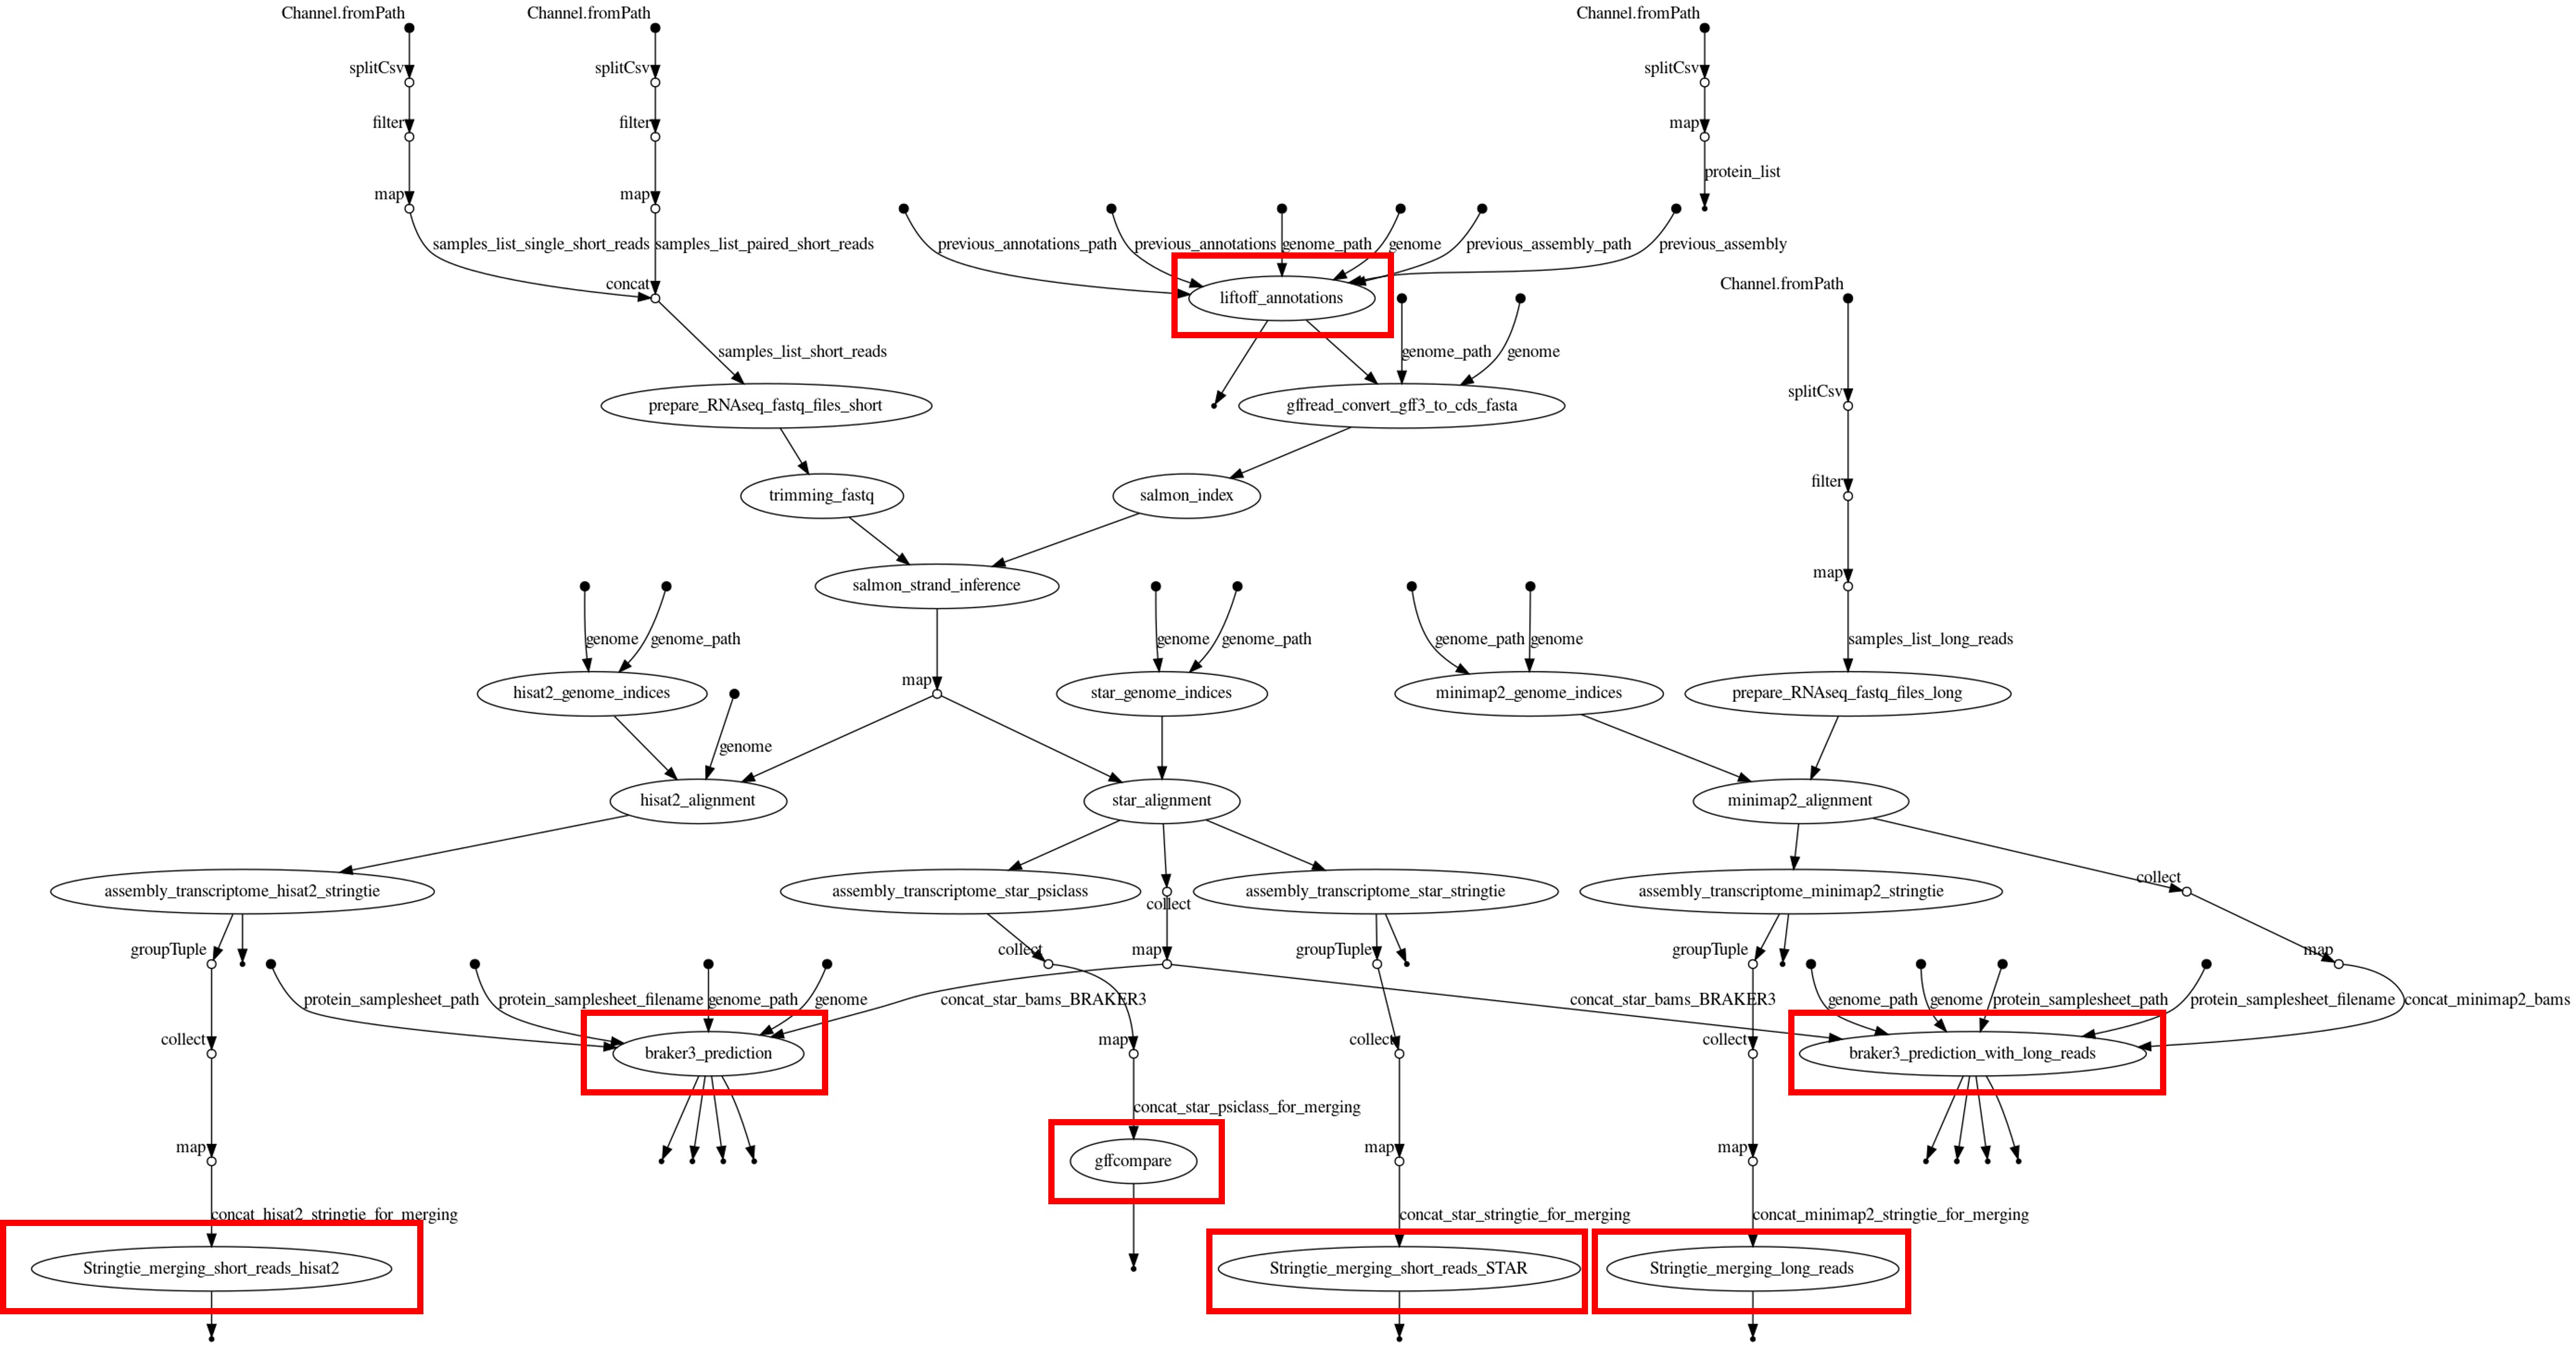 Channel.fromPath
Channel.fromPath
Channel.fromPath
splitCsv
splitCsv
splitCsv
filter
filter
map
protein_list
map
map
samples_list_single_short_reads
samples_list_paired_short_reads
previous_annotations_path
previous_annotations
genome_path
genome
previous_assembly_path
previous_assembly
concat
liftoff_annotations
Channel.fromPath
samples_list_short_reads
genome_path
genome
prepare_RNAseq_fastq_files_short
gffread_convert_gff3_to_cds_fasta
splitCsv
trimming_fastq
salmon_index
filter
salmon_strand_inference
map
genome
genome_path
genome
genome_path
genome_path
genome
samples_list_long_reads
hisat2_genome_indices
map
star_genome_indices
minimap2_genome_indices
prepare_RNAseq_fastq_files_long
genome
hisat2_alignment
star_alignment
minimap2_alignment
assembly_transcriptome_hisat2_stringtie
assembly_transcriptome_star_psiclass
collect
assembly_transcriptome_star_stringtie
assembly_transcriptome_minimap2_stringtie
collect
groupTuple
collect
map
groupTuple
groupTuple
map
protein_samplesheet_path
protein_samplesheet_filename
genome_path
genome
concat_star_bams_BRAKER3
concat_star_bams_BRAKER3
genome_path
genome
protein_samplesheet_path
protein_samplesheet_filename
concat_minimap2_bams
collect
braker3_prediction
map
collect
collect
braker3_prediction_with_long_reads
concat_star_psiclass_for_merging
map
gffcompare
map
map
concat_hisat2_stringtie_for_merging
concat_star_stringtie_for_merging
concat_minimap2_stringtie_for_merging
Stringtie_merging_short_reads_hisat2
Stringtie_merging_short_reads_STAR
Stringtie_merging_long_reads